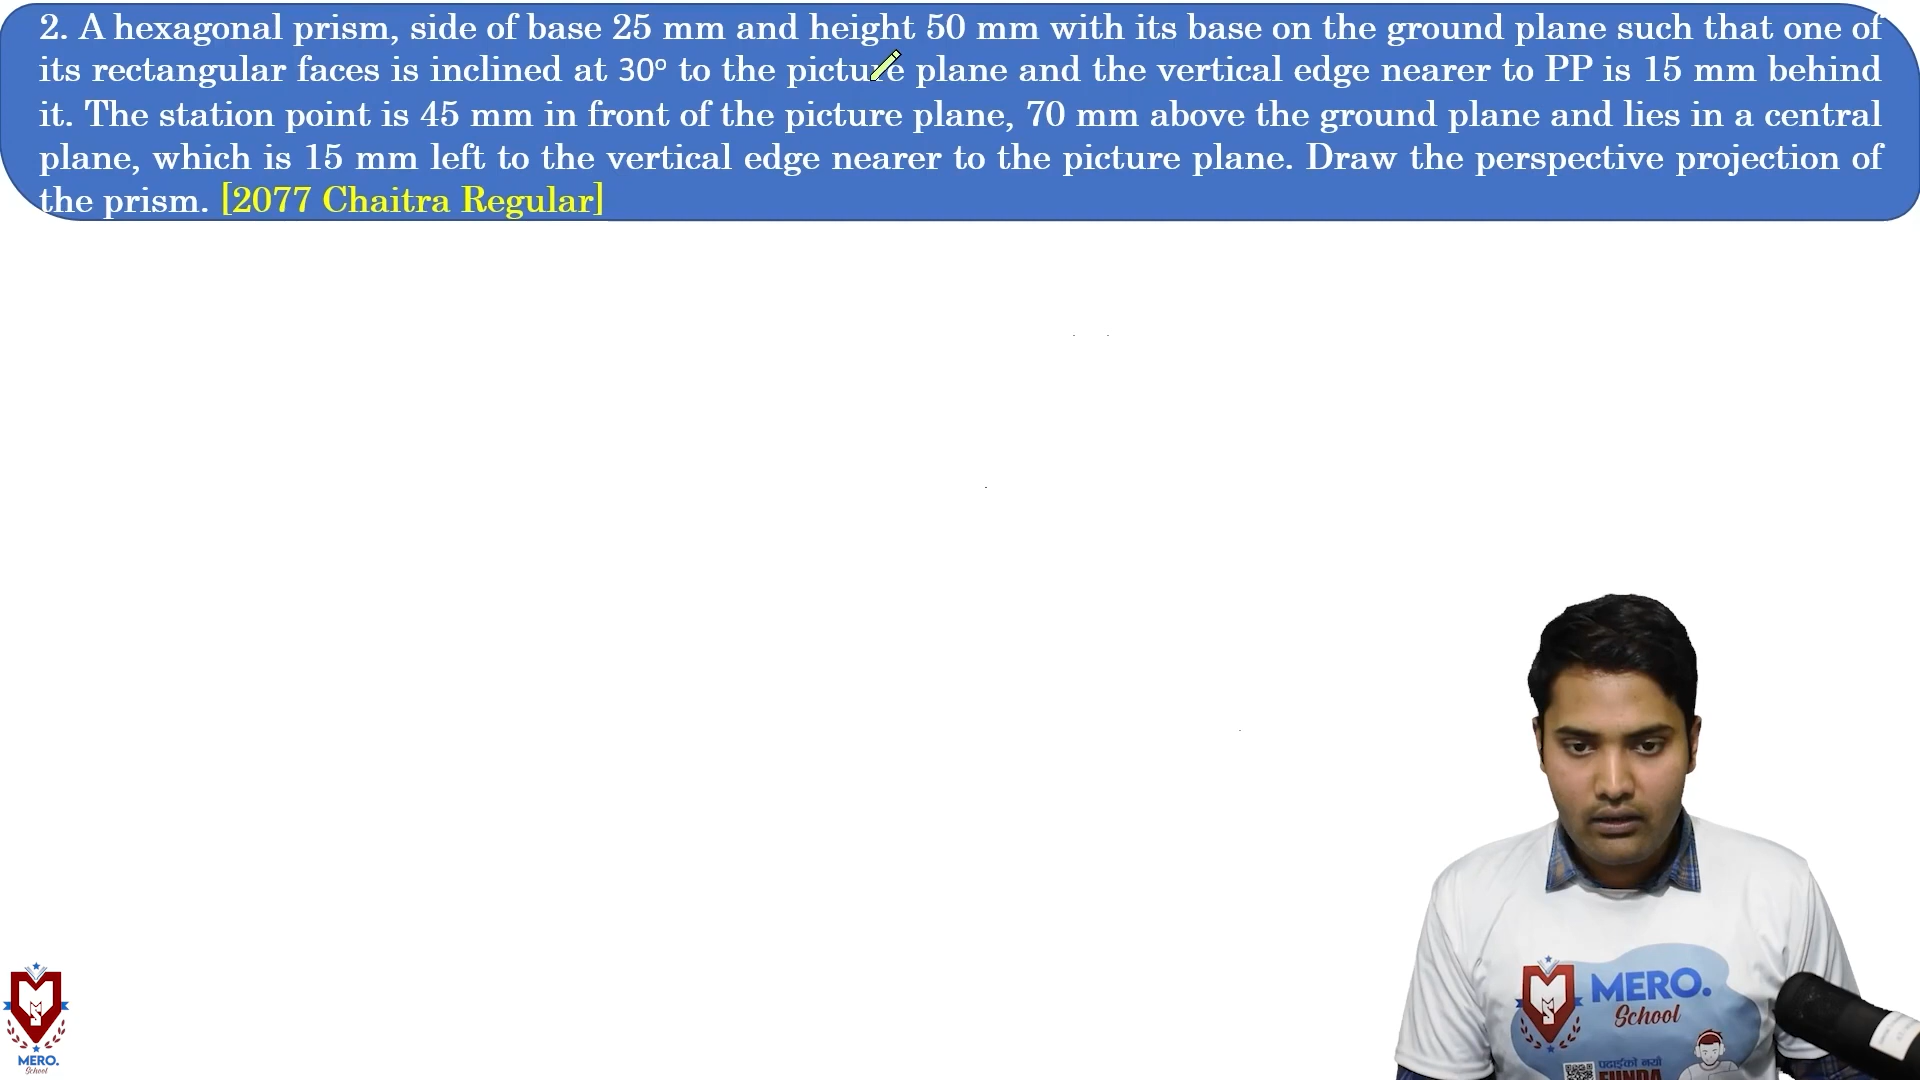 2. A hexagonal prism, side of base 25 mm and height 50 mm with its base on the ground plane such that one of
its rectangular faces is inclined at 30º to the picture plane and the vertical edge nearer to PP is 15 mm behind
it. The station point is 45 mm in front of the picture plane, 70 mm above the ground plane and lies in a central
plane, which is 15 mm left to the vertical edge nearer to the picture plane. Draw the perspective projection of
the prism. [2077 Chaitra Regular]
MERO.
School
पढाईको नयाँ
FUNDA
MERO.
School